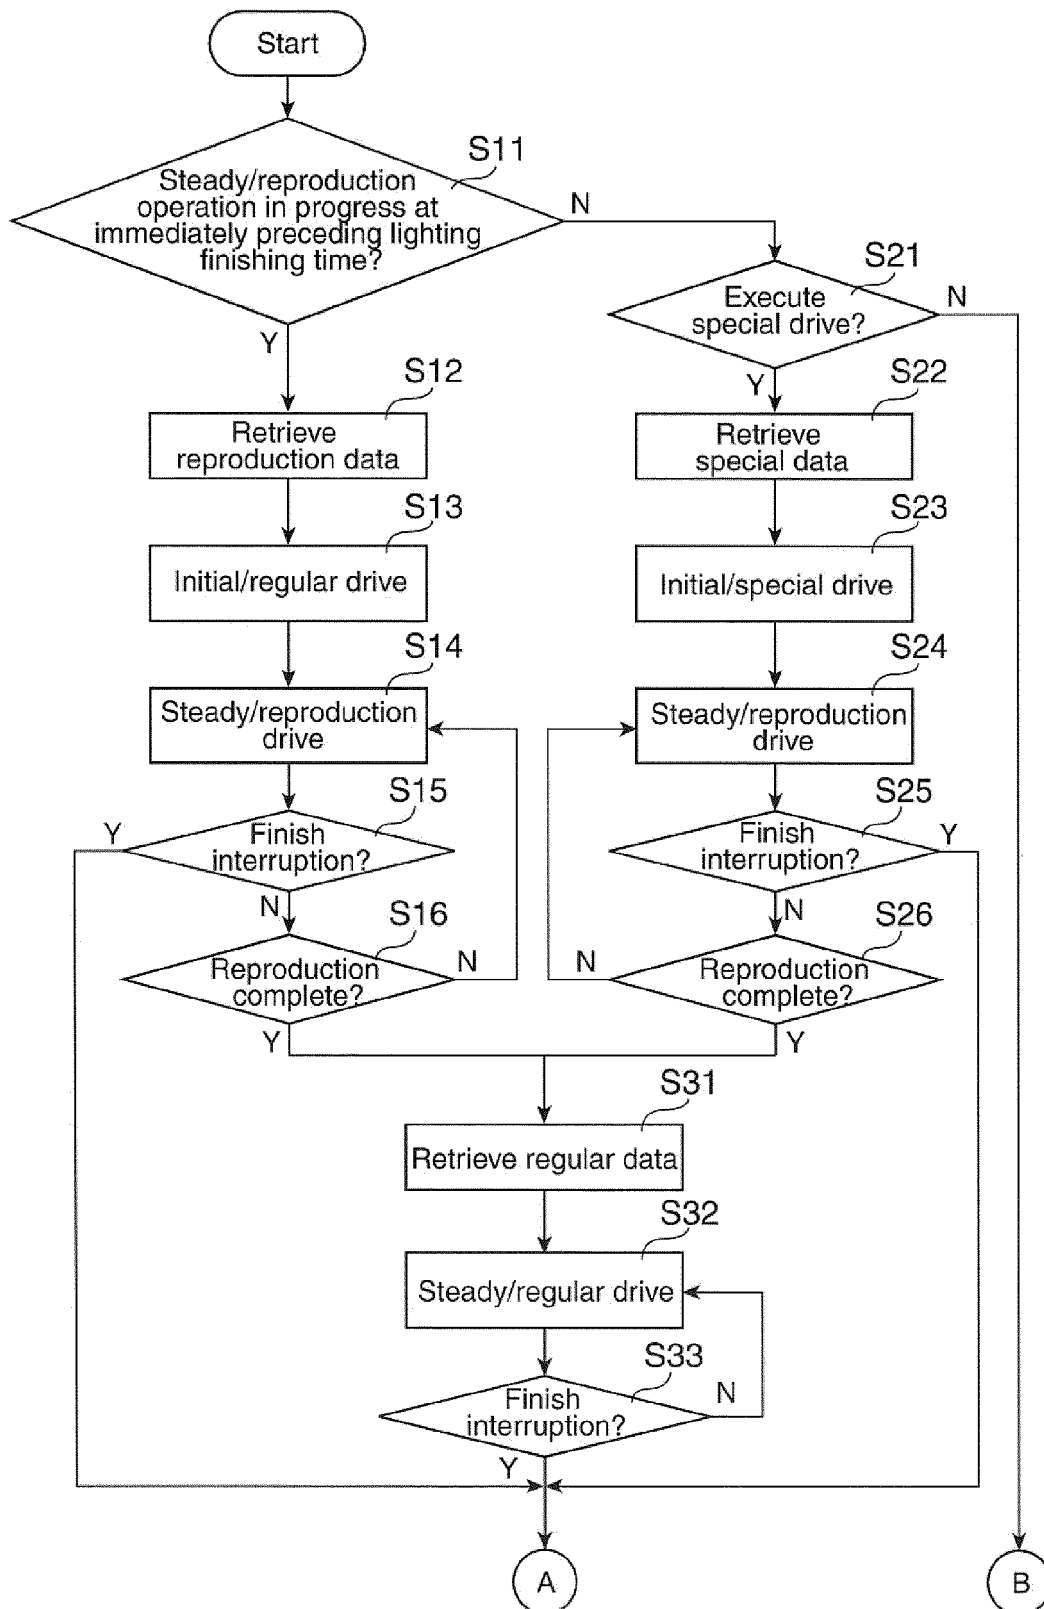 Start
S11
Steady/reproduction
operation in progress at
immediately preceding lighting
finishing time?
N
Y
S21
Execute
special drive?
N
Y
S12
Retrieve
reproduction data
S22
Retrieve
special data
S13
Initial/regular drive
S23
Initial/special drive
S14
Steady/reproduction
drive
S24
Steady/reproduction
drive
S15
Finish
interruption?
Y
N
S25
Finish
interruption?
Y
N
S16
Reproduction
complete?
N
Y
S26
Reproduction
complete?
N
Y
S31
Retrieve regular data
S32
Steady/regular drive
S33
Finish
interruption?
N
Y
A
B